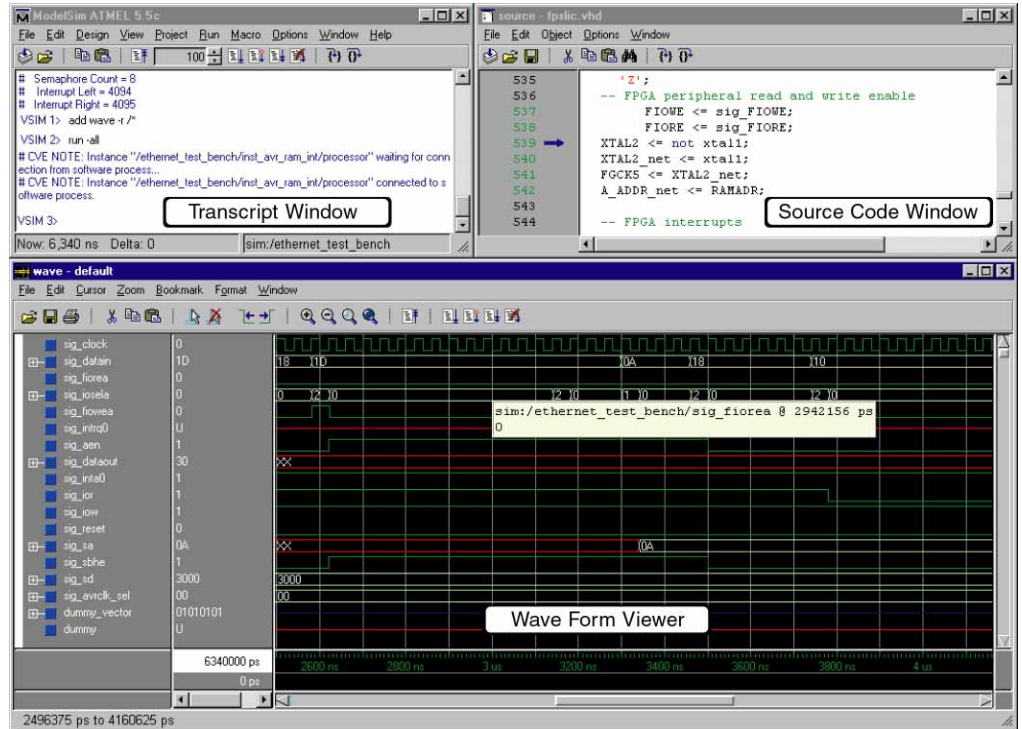 ModelSim ATMEL 5.5c
File Edit Design View Project Run Macro Options Window Help
100
# Semaphore Count = 8
# Interrupt Left = 4094
# Interrupt Right = 4095
VSIM 1> add wave -r /*
VSIM 2> run -all
# CVE NOTE: Instance "/ethernet_test_bench/inst_avr_ram_int/processor" waiting for conn
ection from software process...
# CVE NOTE: Instance "/ethernet_test_bench/inst_avr_ram_int/processor" connected to s
oftware process.
VSIM 3>
Transcript Window
Now: 6,340 ns Delta: 0 sim:/ethernet_test_bench
source - fpslic.vhd
File Edit Object Options Window
535 'Z';
536 -- FPGA peripheral read and write enable
537 FIOWE <= sig_FIOWE;
538 FIORE <= sig_FIORE;
539 XTAL2 <= not xtal1;
540 XTAL2_net <= xtal1;
541 FGCK5 <= XTAL2_net;
542 A_ADDR_net <= RAMADR;
543
544 -- FPGA interrupts
Source Code Window
wave - default
File Edit Cursor Zoom Bookmark Format Window
sig_clock 0
sig_datain 1D 18 1D 0A 18 10
sig_fiorea 0
sig_iosela 0 0 2 0 2 0 1 0 2 0 2 0
sig_fiowea 0
sim:/ethernet_test_bench/sig_fiorea @ 2942156 ps
0
sig_intrq0 U
sig_aen 1
sig_dataout 30 XX
sig_inta0 1
sig_ior 1
sig_iow 1
sig_reset 0
sig_sa 0A XX 0A
sig_sbhe 1
sig_sd 3000 3000
sig_avrclk_sel 00 00
dummy_vector 01010101
dummy U
Wave Form Viewer
6340000 ps 2600 ns 2800 ns 3 us 3200 ns 3400 ns 3600 ns 3800 ns 4 us
0 ps
2496375 ps to 4160625 ps